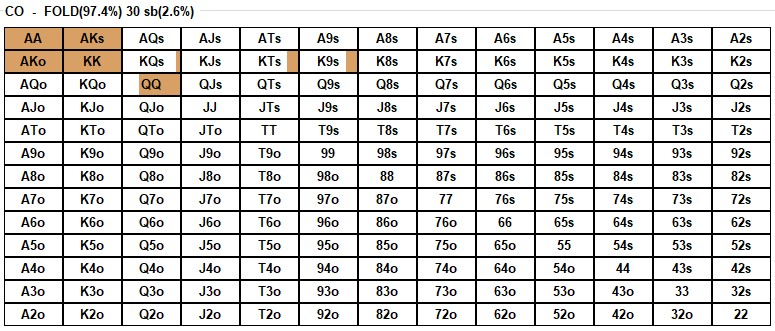 CO - FOLD(97.4%) 30 sb(2.6%)
AA AKs AQs AJs ATs A9s A8s A7s A6s A5s A4s A3s A2s
AKo KK KQs KJs KTs K9s K8s K7s K6s K5s K4s K3s K2s
AQo KQo QQ QJs QTs Q9s Q8s Q7s Q6s Q5s Q4s Q3s Q2s
AJo KJo QJo JJ JTs J9s J8s J7s J6s J5s J4s J3s J2s
ATo KTo QTo JTo TT T9s T8s T7s T6s T5s T4s T3s T2s
A9o K9o Q9o J9o T9o 99 98s 97s 96s 95s 94s 93s 92s
A8o K8o Q8o J8o T8o 98o 88 87s 86s 85s 84s 83s 82s
A7o K7o Q7o J7o T7o 97o 87o 77 76s 75s 74s 73s 72s
A6o K6o Q6o J6o T6o 96o 86o 76o 66 65s 64s 63s 62s
A5o K5o Q5o J5o T5o 95o 85o 75o 65o 55 54s 53s 52s
A4o K4o Q4o J4o T4o 94o 84o 74o 64o 54o 44 43s 42s
A3o K3o Q3o J3o T3o 93o 83o 73o 63o 53o 43o 33 32s
A2o K2o Q2o J2o T2o 92o 82o 72o 62o 52o 42o 32o 22